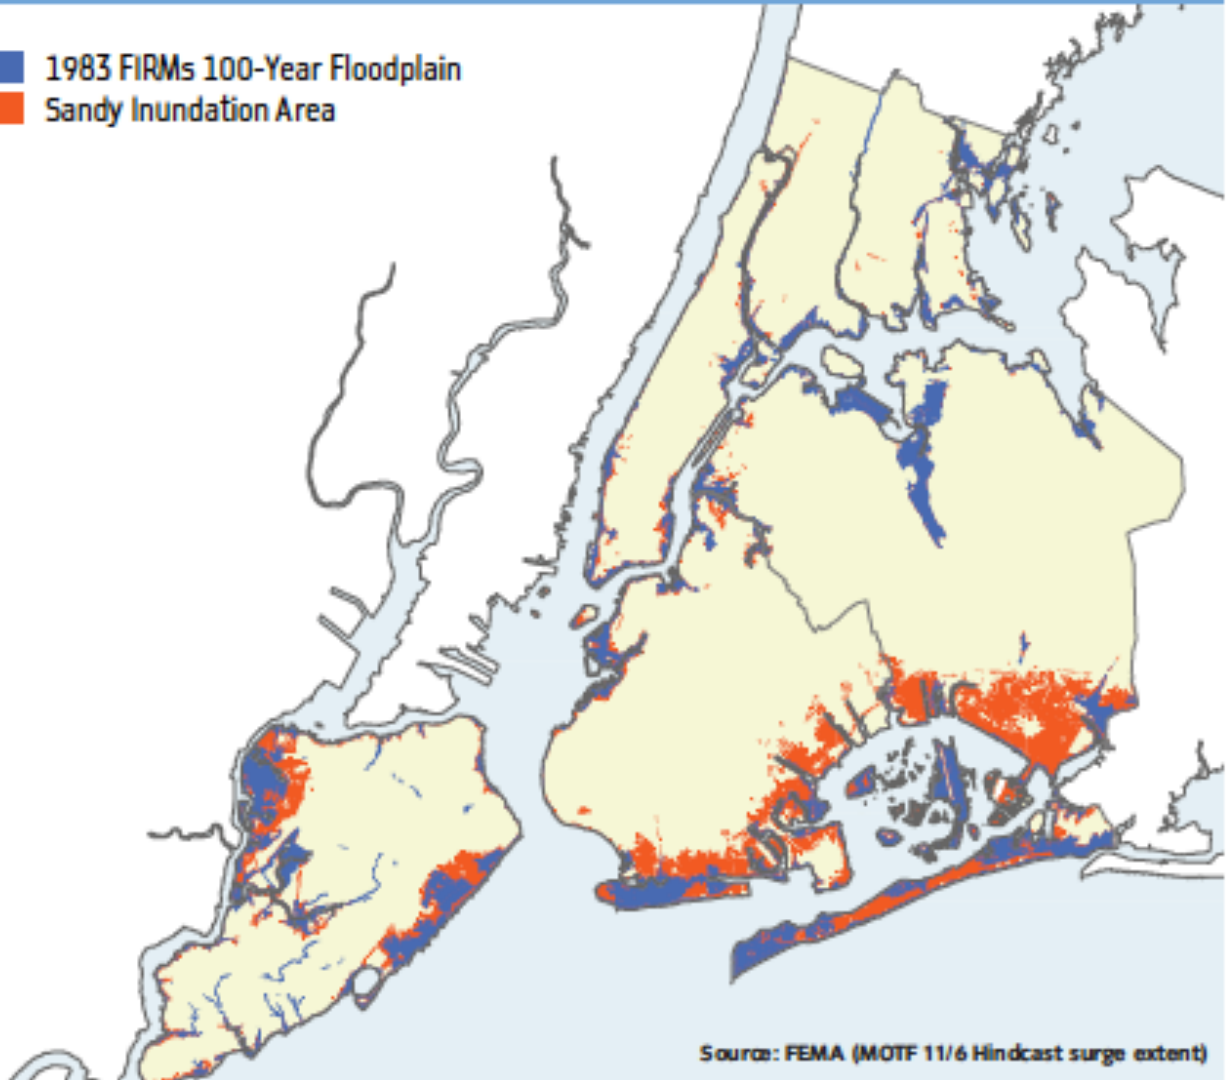 1983 FIRMs 100-Year Floodplain
Sandy Inundation Area
Source: FEMA (MOTF 11/6 Hindcast surge extent)